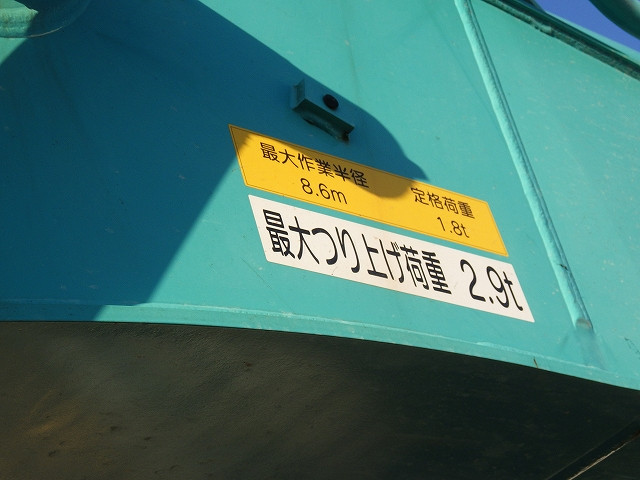 最大作業半径 定格荷重
8.6m 1.8t
最大つり上げ荷重 2.9t